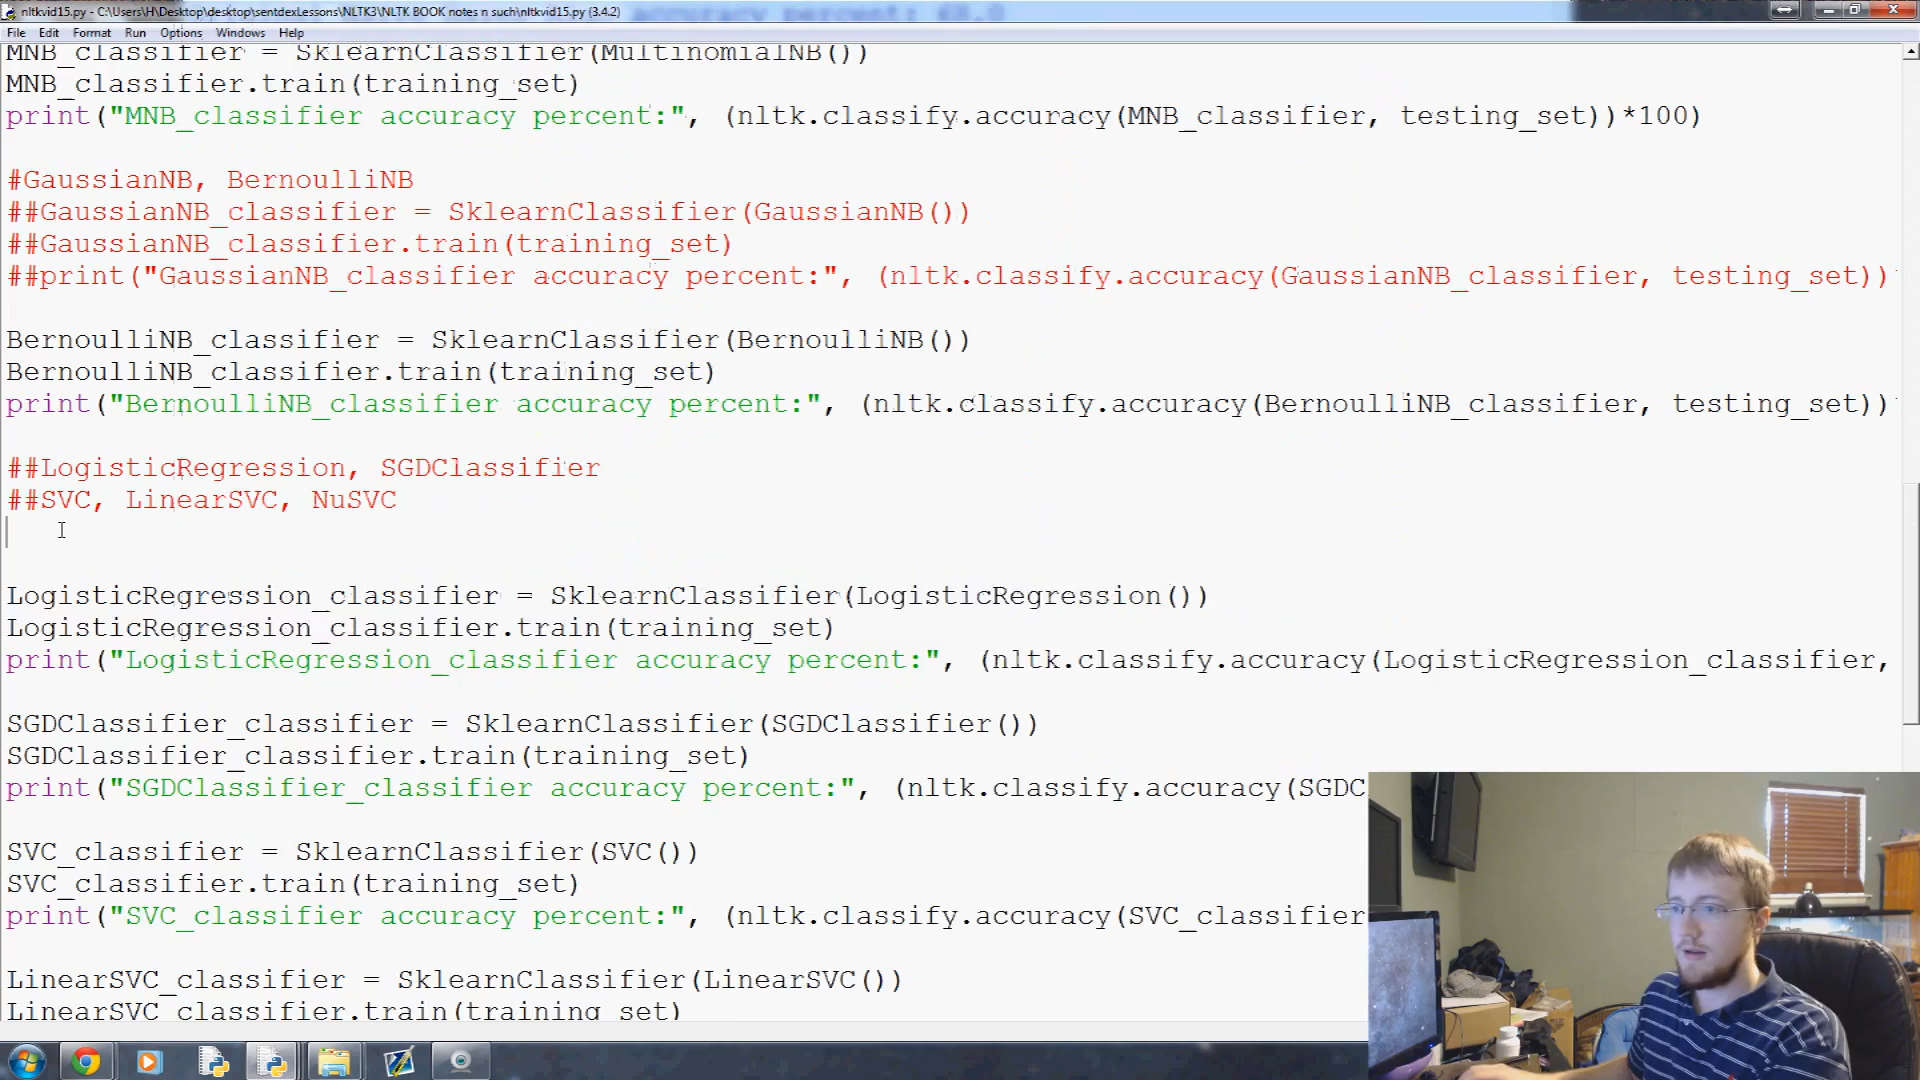 nltkvid15.py - C:\Users\H\Desktop\desktop\sentdexLessons\NLTK3\NLTK BOOK notes n such\nltkvid15.py (3.4.2)
accuracy percent: 68.0
File Edit Format Run Options Windows Help
MNB_classifier = SklearnClassifier(MultinomialNB())
MNB_classifier.train(training_set)
print("MNB_classifier accuracy percent:", (nltk.classify.accuracy(MNB_classifier, testing_set))*100)
#GaussianNB, BernoulliNB
##GaussianNB_classifier = SklearnClassifier(GaussianNB())
##GaussianNB_classifier.train(training_set)
##print("GaussianNB_classifier accuracy percent:", (nltk.classify.accuracy(GaussianNB_classifier, testing_set))
BernoulliNB_classifier = SklearnClassifier(BernoulliNB())
BernoulliNB_classifier.train(training_set)
print("BernoulliNB_classifier accuracy percent:", (nltk.classify.accuracy(BernoulliNB_classifier, testing_set))
##LogisticRegression, SGDClassifier
##SVC, LinearSVC, NuSVC
LogisticRegression_classifier = SklearnClassifier(LogisticRegression())
LogisticRegression_classifier.train(training_set)
print("LogisticRegression_classifier accuracy percent:", (nltk.classify.accuracy(LogisticRegression_classifier,
SGDClassifier_classifier = SklearnClassifier(SGDClassifier())
SGDClassifier_classifier.train(training_set)
print("SGDClassifier_classifier accuracy percent:", (nltk.classify.accuracy(SGDC
SVC_classifier = SklearnClassifier(SVC())
SVC_classifier.train(training_set)
print("SVC_classifier accuracy percent:", (nltk.classify.accuracy(SVC_classifier
LinearSVC_classifier = SklearnClassifier(LinearSVC())
LinearSVC_classifier.train(training_set)